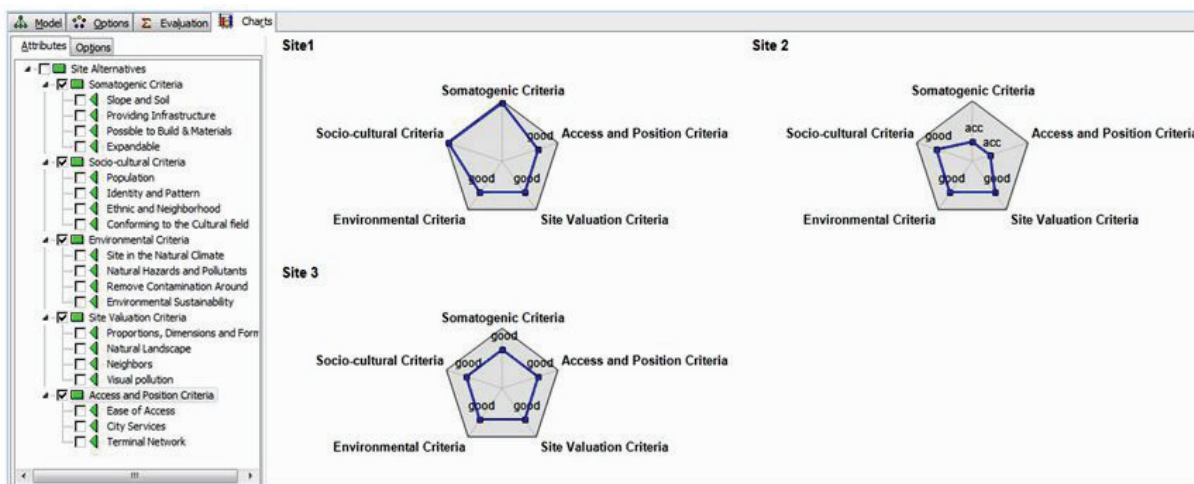 Model Options Σ Evaluation Charts
Attributes Options
Site Alternatives
Somatogenic Criteria
Slope and Soil
Providing Infrastructure
Possible to Build & Materials
Expandable
Socio-cultural Criteria
Population
Identity and Pattern
Ethnic and Neighborhood
Conforming to the Cultural field
Environmental Criteria
Site in the Natural Climate
Natural Hazards and Pollutants
Remove Contamination Around
Environmental Sustainability
Site Valuation Criteria
Proportions, Dimensions and Form
Natural Landscape
Neighbors
Visual pollution
Access and Position Criteria
Ease of Access
City Services
Terminal Network
Site1
Somatogenic Criteria
Socio-cultural Criteria good Access and Position Criteria
good good
Environmental Criteria Site Valuation Criteria
Site 2
Somatogenic Criteria
Socio-cultural Criteria acc Access and Position Criteria
good acc
good good
Environmental Criteria Site Valuation Criteria
Site 3
Somatogenic Criteria
good
Socio-cultural Criteria good good Access and Position Criteria
good good
Environmental Criteria Site Valuation Criteria